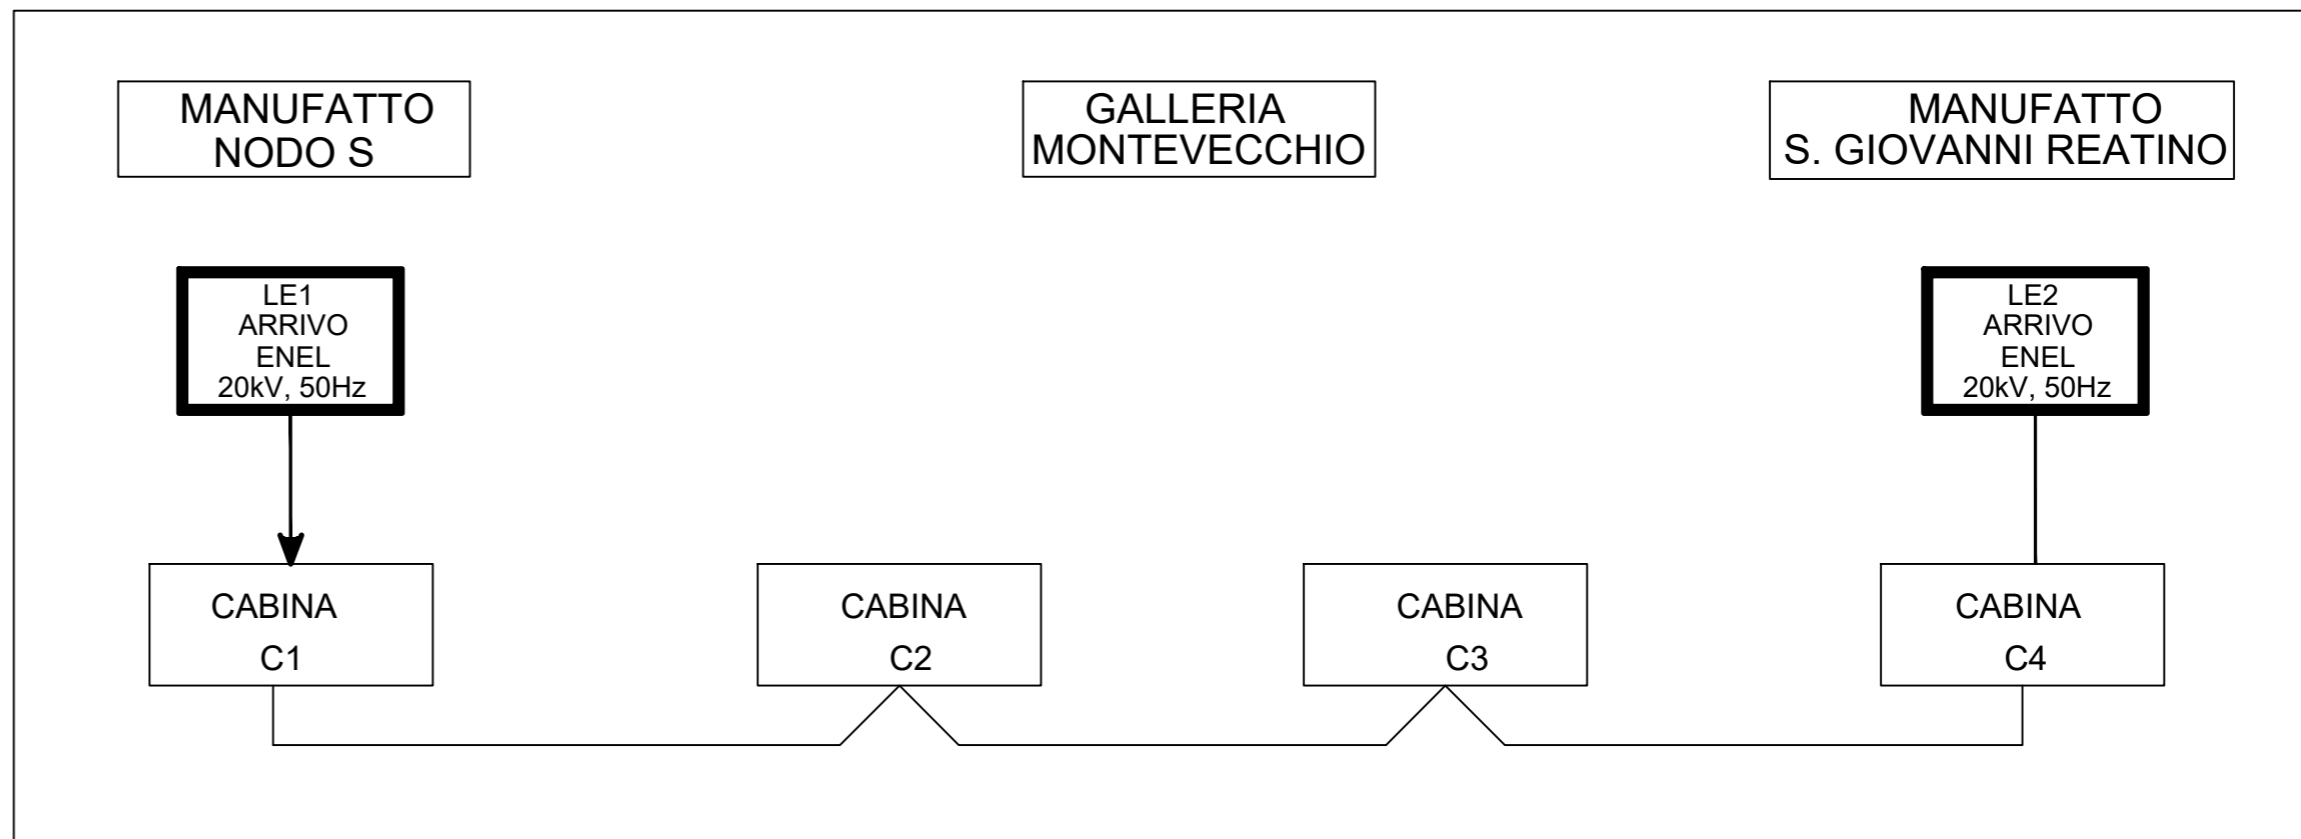 MANUFATTO
NODO S
GALLERIA
MONTEVECCHIO
MANUFATTO
S. GIOVANNI REATINO
LE1
ARRIVO
ENEL
20kV, 50Hz
LE2
ARRIVO
ENEL
20kV, 50Hz
CABINA
C1
CABINA
C2
CABINA
C3
CABINA
C4